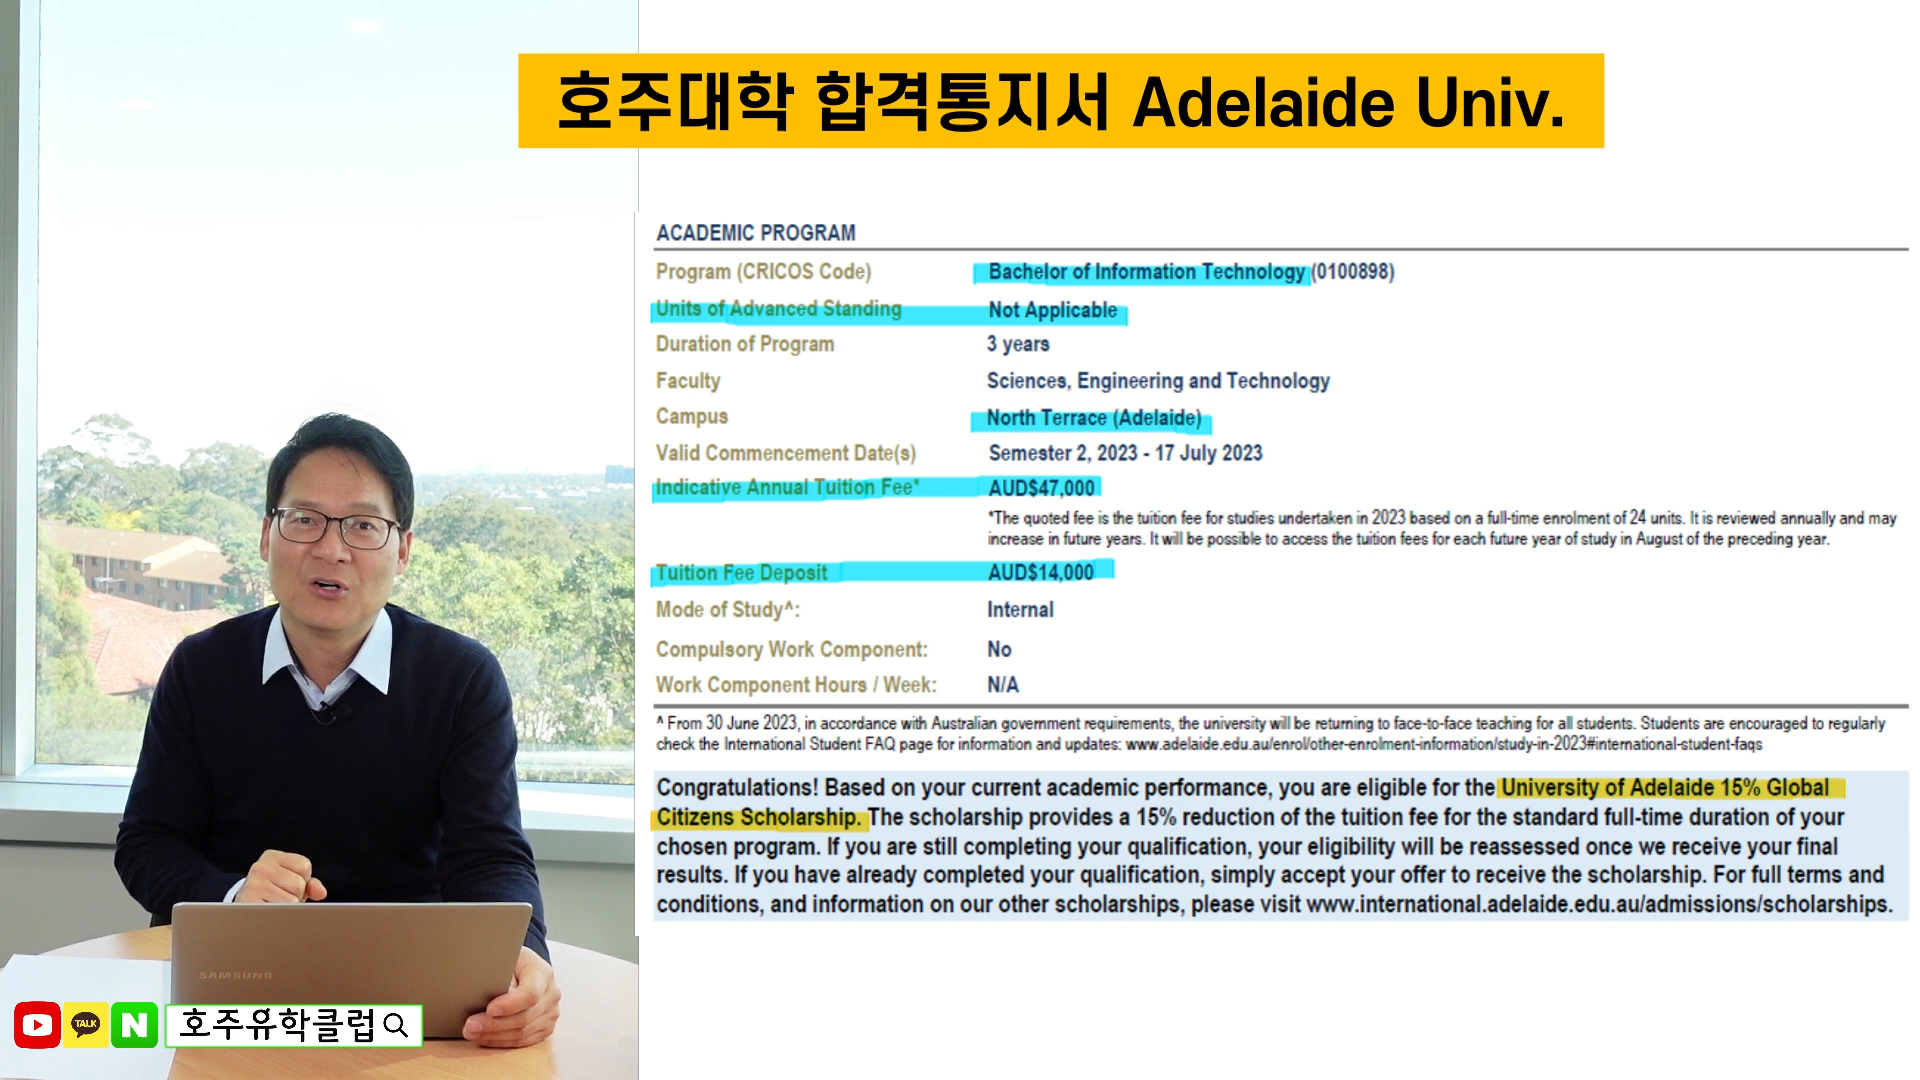 호주대학 합격통지서 Adelaide Univ.
ACADEMIC PROGRAM
Program (CRICOS Code) Bachelor of Information Technology (0100898)
Units of Advanced Standing Not Applicable
Duration of Program 3 years
Faculty Sciences, Engineering and Technology
Campus North Terrace (Adelaide)
Valid Commencement Date(s) Semester 2, 2023 - 17 July 2023
Indicative Annual Tuition Fee* AUD$47,000
*The quoted fee is the tuition fee for studies undertaken in 2023 based on a full-time enrolment of 24 units. It is reviewed annually and may
increase in future years. It will be possible to access the tuition fees for each future year of study in August of the preceding year.
Tuition Fee Deposit AUD$14,000
Mode of Study^: Internal
Compulsory Work Component: No
Work Component Hours / Week: N/A
^ From 30 June 2023, in accordance with Australian government requirements, the university will be returning to face-to-face teaching for all students. Students are encouraged to regularly
check the International Student FAQ page for information and updates: www.adelaide.edu.au/enrol/other-enrolment-information/study-in-2023#international-student-faqs
Congratulations! Based on your current academic performance, you are eligible for the University of Adelaide 15% Global
Citizens Scholarship. The scholarship provides a 15% reduction of the tuition fee for the standard full-time duration of your
chosen program. If you are still completing your qualification, your eligibility will be reassessed once we receive your final
results. If you have already completed your qualification, simply accept your offer to receive the scholarship. For full terms and
conditions, and information on our other scholarships, please visit www.international.adelaide.edu.au/admissions/scholarships.
SAMSUNG
TALK N 호주유학클럽